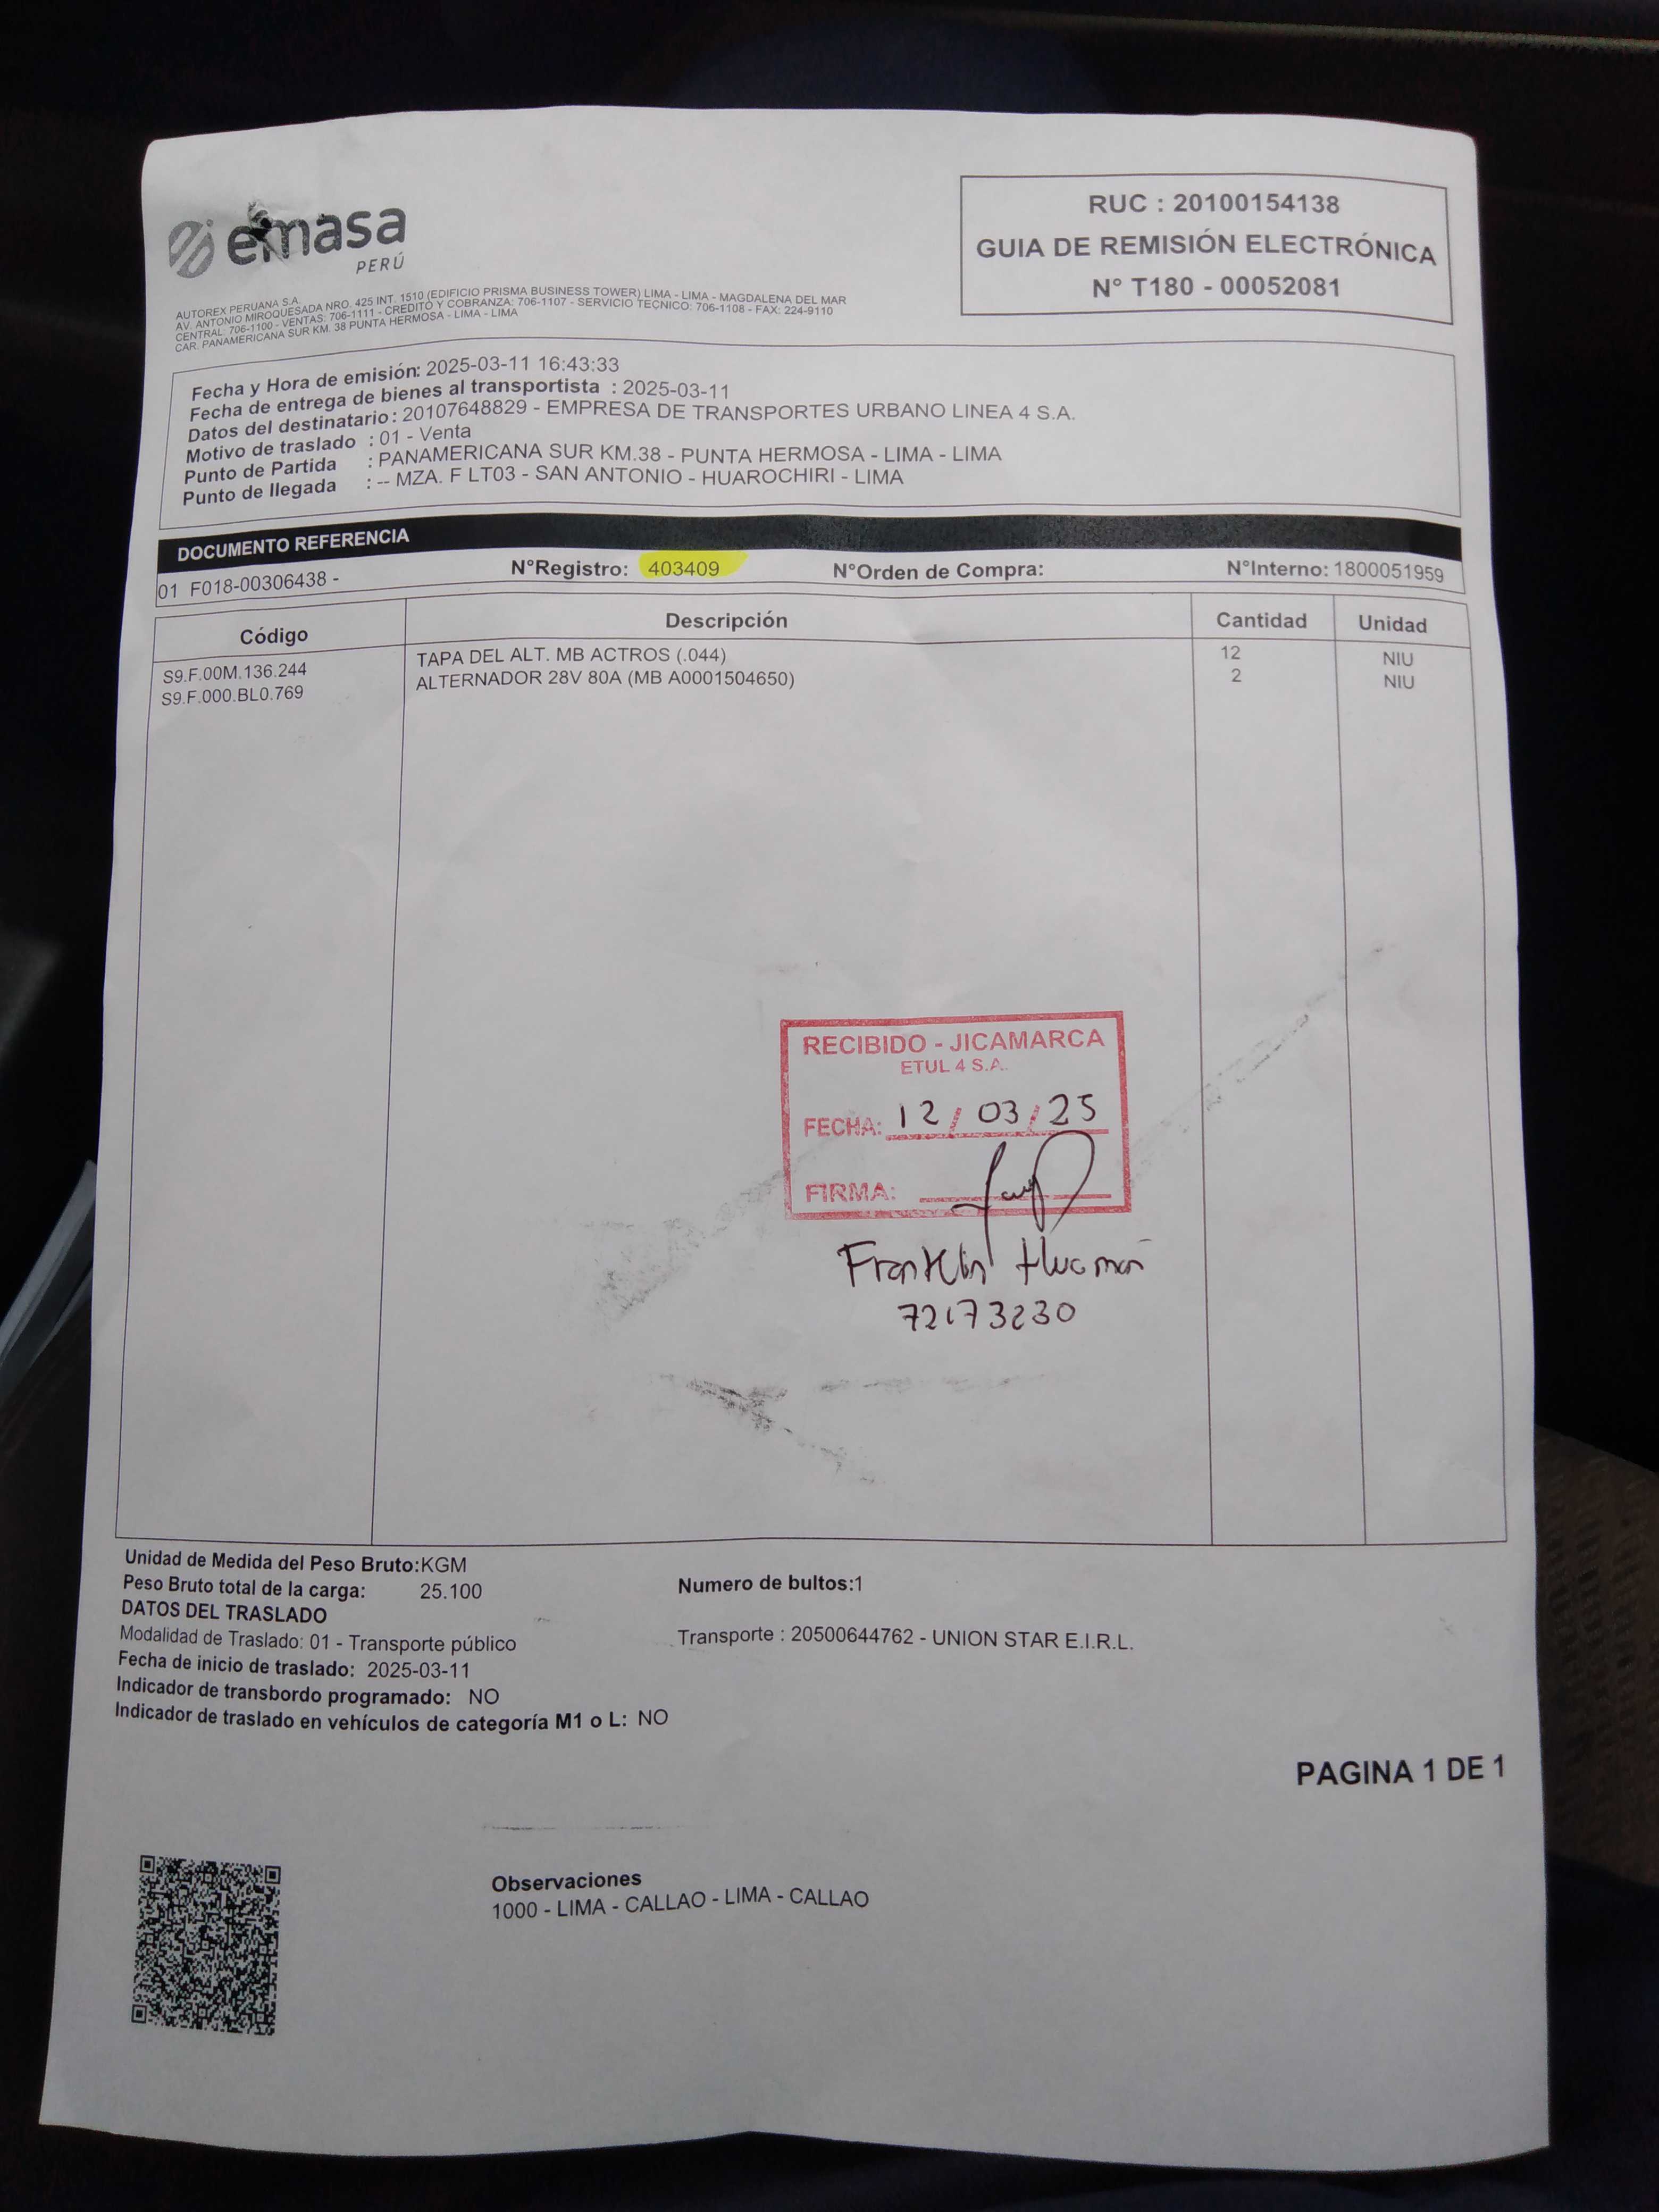 emasa
PERÚ
RUC : 20100154138
GUIA DE REMISIÓN ELECTRÓNICA
N° T180 - 00052081
AUTOREX PERUANA S.A.
AV. ANTONIO MIROQUESADA NRO. 425 INT. 1510 (EDIFICIO PRISMA BUSINESS TOWER) LIMA - LIMA - MAGDALENA DEL MAR
CENTRAL: 706-1100 - VENTAS: 706-1111 - CREDITO Y COBRANZA: 706-1107 - SERVICIO TECNICO: 706-1108 - FAX: 224-9110
CAR. PANAMERICANA SUR KM. 38 PUNTA HERMOSA - LIMA - LIMA
Fecha y Hora de emisión: 2025-03-11 16:43:33
Fecha de entrega de bienes al transportista : 2025-03-11
Datos del destinatario : 20107648829 - EMPRESA DE TRANSPORTES URBANO LINEA 4 S.A.
Motivo de traslado : 01 - Venta
Punto de Partida : PANAMERICANA SUR KM.38 - PUNTA HERMOSA - LIMA - LIMA
Punto de llegada : -- MZA. F LT03 - SAN ANTONIO - HUAROCHIRI - LIMA
DOCUMENTO REFERENCIA
01 F018-00306438 - N°Registro: 403409 N°Orden de Compra: N°Interno: 1800051959
Código Descripción Cantidad Unidad
S9.F.00M.136.244 TAPA DEL ALT. MB ACTROS (.044) 12 NIU
S9.F.000.BL0.769 ALTERNADOR 28V 80A (MB A0001504650) 2 NIU
RECIBIDO - JICAMARCA
ETUL 4 S.A.
FECHA: 12 / 03 / 25
FIRMA:
Franklin Huaman
72173230
Unidad de Medida del Peso Bruto:KGM
Peso Bruto total de la carga: 25.100 Numero de bultos:1
DATOS DEL TRASLADO
Modalidad de Traslado: 01 - Transporte público Transporte : 20500644762 - UNION STAR E.I.R.L.
Fecha de inicio de traslado: 2025-03-11
Indicador de transbordo programado: NO
Indicador de traslado en vehículos de categoría M1 o L: NO
PAGINA 1 DE 1
Observaciones
1000 - LIMA - CALLAO - LIMA - CALLAO